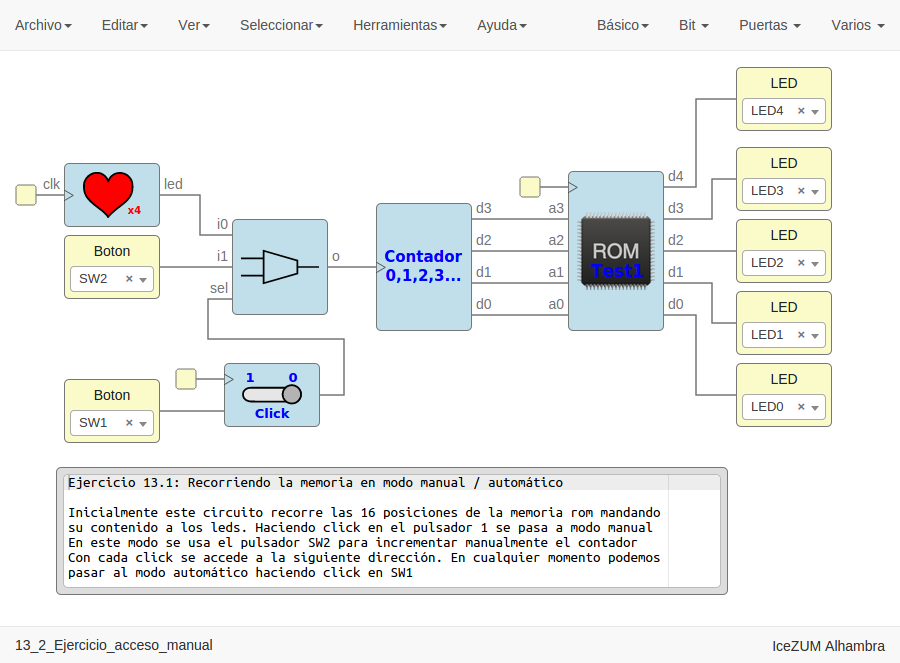 Archivo Editar Ver Seleccionar Herramientas Ayuda Básico Bit Puertas Varios
LED
LED4 ×
clk led
x4
Boton
SW2 ×
i0
i1
sel
o
Contador
0,1,2,3...
d3 a3
d2 a2
d1 a1
d0 a0
ROM
Test1
d4
d3
d2
d1
d0
LED
LED3 ×
LED
LED2 ×
LED
LED1 ×
LED
LED0 ×
Boton
SW1 ×
1 0
Click
Ejercicio 13.1: Recorriendo la memoria en modo manual / automático
Inicialmente este circuito recorre las 16 posiciones de la memoria rom mandando
su contenido a los leds. Haciendo click en el pulsador 1 se pasa a modo manual
En este modo se usa el pulsador SW2 para incrementar manualmente el contador
Con cada click se accede a la siguiente dirección. En cualquier momento podemos
pasar al modo automático haciendo click en SW1
13_2_Ejercicio_acceso_manual IceZUM Alhambra